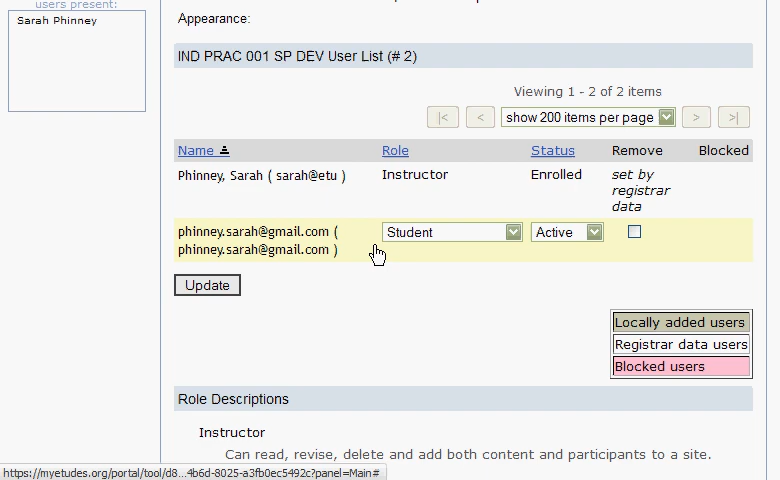 users present:
Sarah Phinney
Appearance:
IND PRAC 001 SP DEV User List (# 2)
Viewing 1 - 2 of 2 items
|< < show 200 items per page > >|
Name Role Status Remove Blocked
Phinney, Sarah ( sarah@etu ) Instructor Enrolled set by
registrar
data
phinney.sarah@gmail.com ( Student Active
phinney.sarah@gmail.com )
Update
Locally added users
Registrar data users
Blocked users
Role Descriptions
Instructor
Can read, revise, delete and add both content and participants to a site.
https://myetudes.org/portal/tool/d8...4b6d-8025-a3fb0ec5492c?panel=Main#